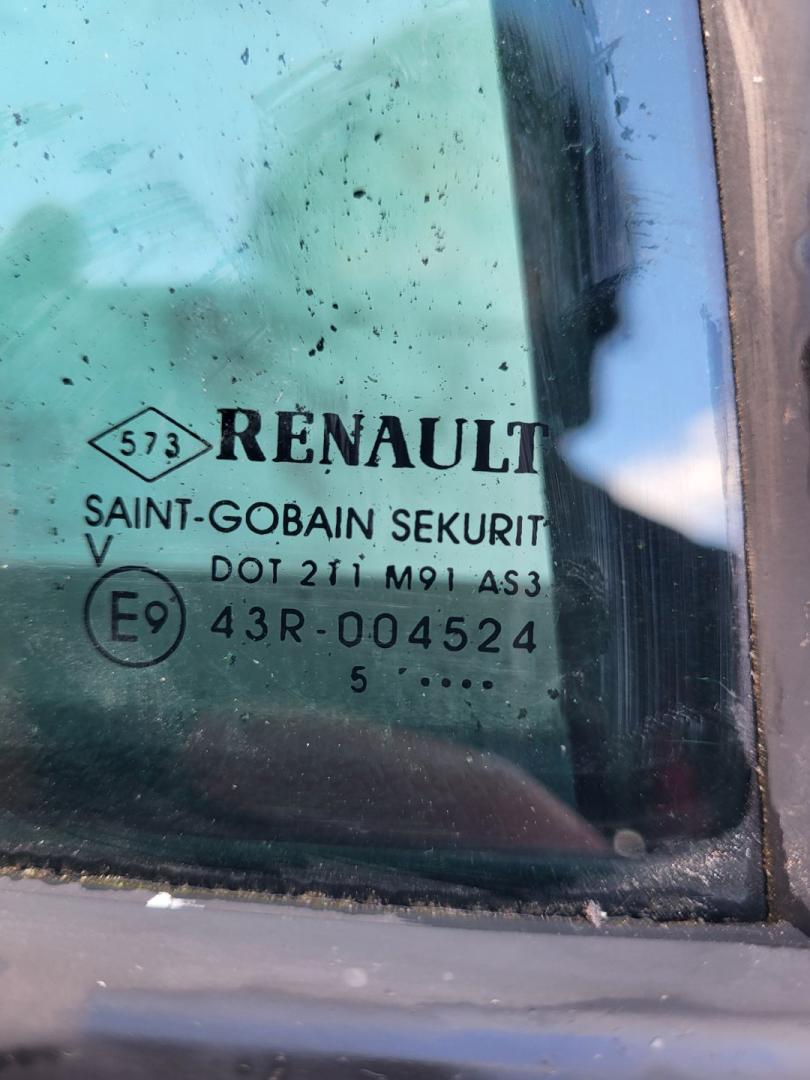 573 RENAULT
SAINT-GOBAIN SEKURIT
V
DOT 211 M91 AS3
E9 43R-004524
5 ′ ••••